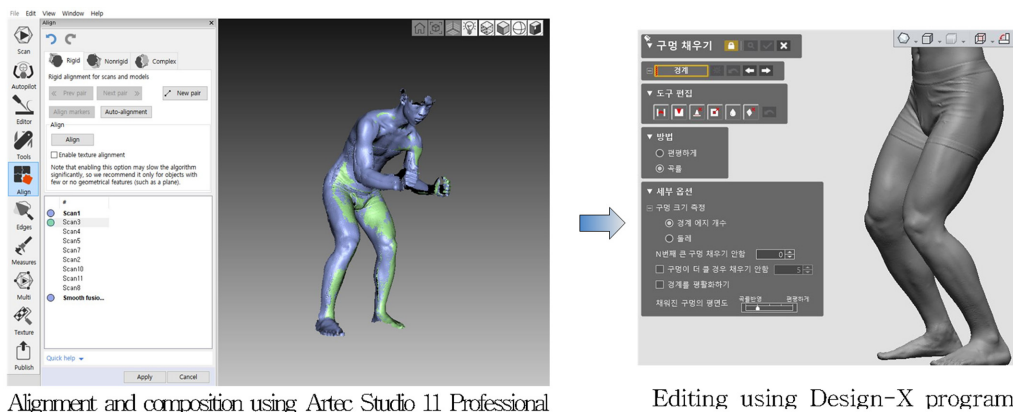 File Edit View Window Help
Align
Scan
Autopilot
Editor
Tools
Align
Edges
Measures
Multi
Texture
Publish
Rigid Nonrigid Complex
Rigid alignment for scans and models
Prev pair Next pair New pair
Align markers Auto-alignment
Align
Align
Enable texture alignment
Note that enabling this option may slow the algorithm
significantly, so we recommend it only for objects with
few or no geometrical features (such as a plane).
#
Scan1
Scan3
Scan4
Scan5
Scan7
Scan2
Scan10
Scan11
Scan8
Smooth fusio...
Quick help
Apply Cancel
Alignment and composition using Artec Studio 11 Professional
구멍 채우기
경계
도구 편집
방법
편평하게
곡률
세부 옵션
구멍 크기 측정
경계 에지 개수
둘레
N번째 큰 구멍 채우기 안함 0
구멍이 더 클 경우 채우기 안함 5
경계를 평활화하기
채워진 구멍의 평면도 곡률반영 편평하게
Editing using Design-X program